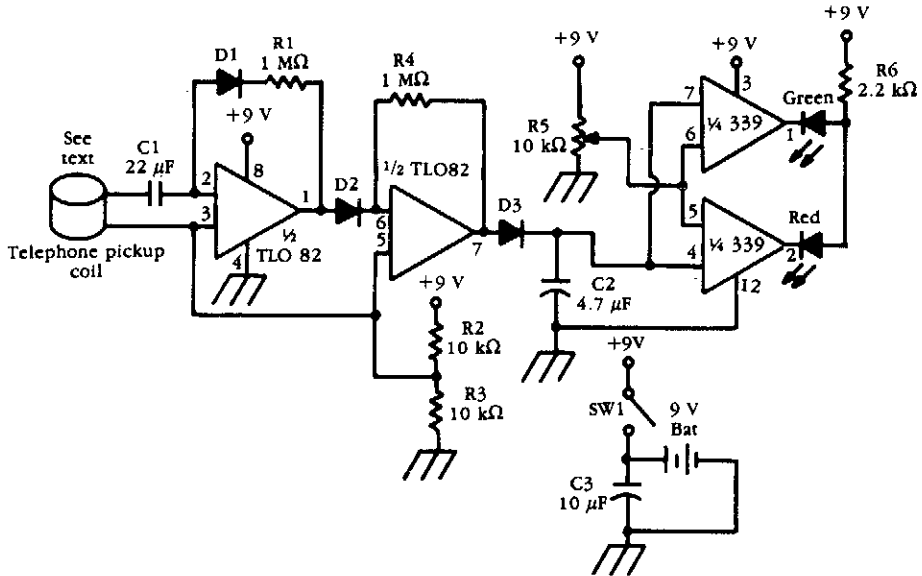 D1
R1
1 MΩ
+9 V
See
text
C1
22 μF
2
8
3
1
½
TLO 82
4
Telephone pickup
coil
D2
R4
1 MΩ
1/2 TLO82
6
5
7
D3
+9 V
R2
10 kΩ
R3
10 kΩ
C2
4.7 μF
+9 V
R5
10 kΩ
+9 V
3
7
¼ 339
6
1
Green
+9 V
R6
2.2 kΩ
5
¼ 339
4
2
12
Red
+9V
SW1
9 V
Bat
C3
10 μF